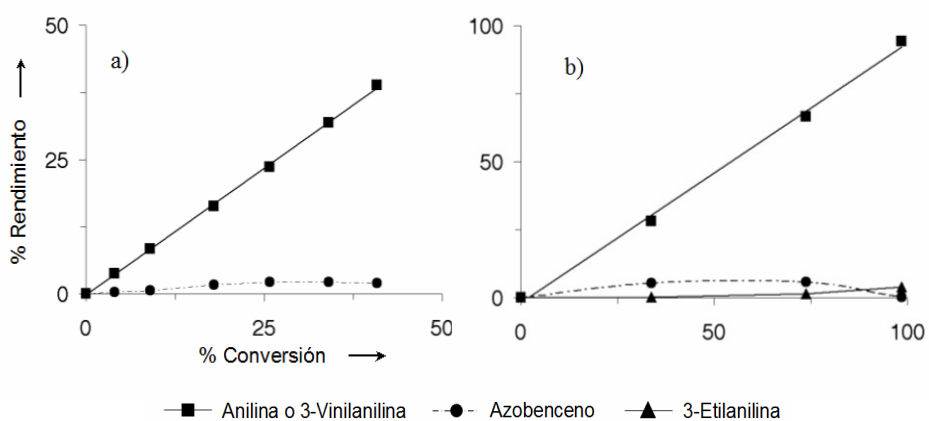 50
a)
25
0
0
25
50
% Rendimiento
% Conversión
100
b)
50
0
0
50
100
Anilina o 3-Vinilanilina
Azobenceno
3-Etilanilina